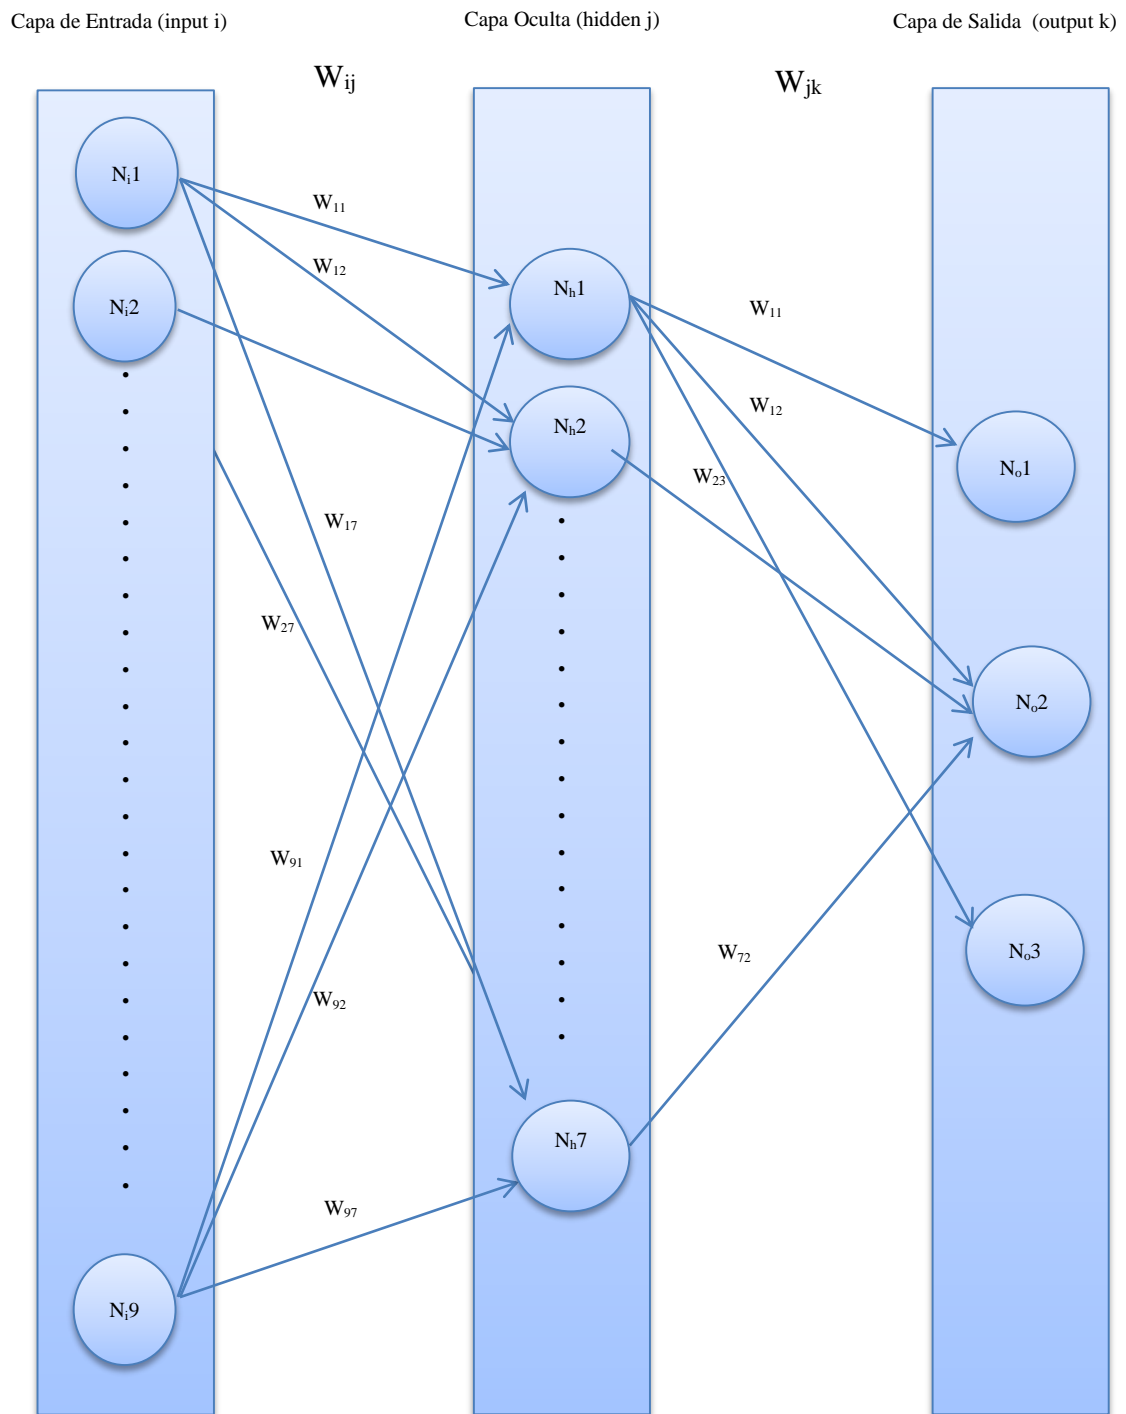 Capa de Entrada (input i)
Capa Oculta (hidden j)
Capa de Salida (output k)
Wij
Wjk
Ni1
W11
W12
Ni2
Nh1
W11
W12
Nh2
W23
No1
W17
W27
No2
W91
W92
W72
No3
Nh7
W97
Ni9